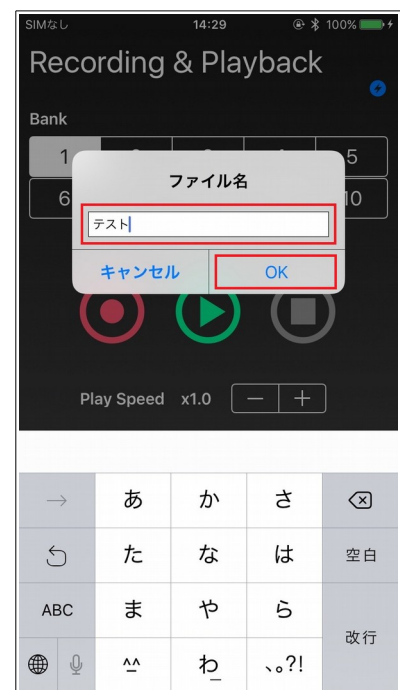 SIMなし 14:29 100%
Recording & Playback
Bank
1 5
6 10
ファイル名
テスト
キャンセル OK
Play Speed x1.0 − +
→ あ か さ
た な は 空白
ABC ま や ら
改行
^^ わ 、。?!